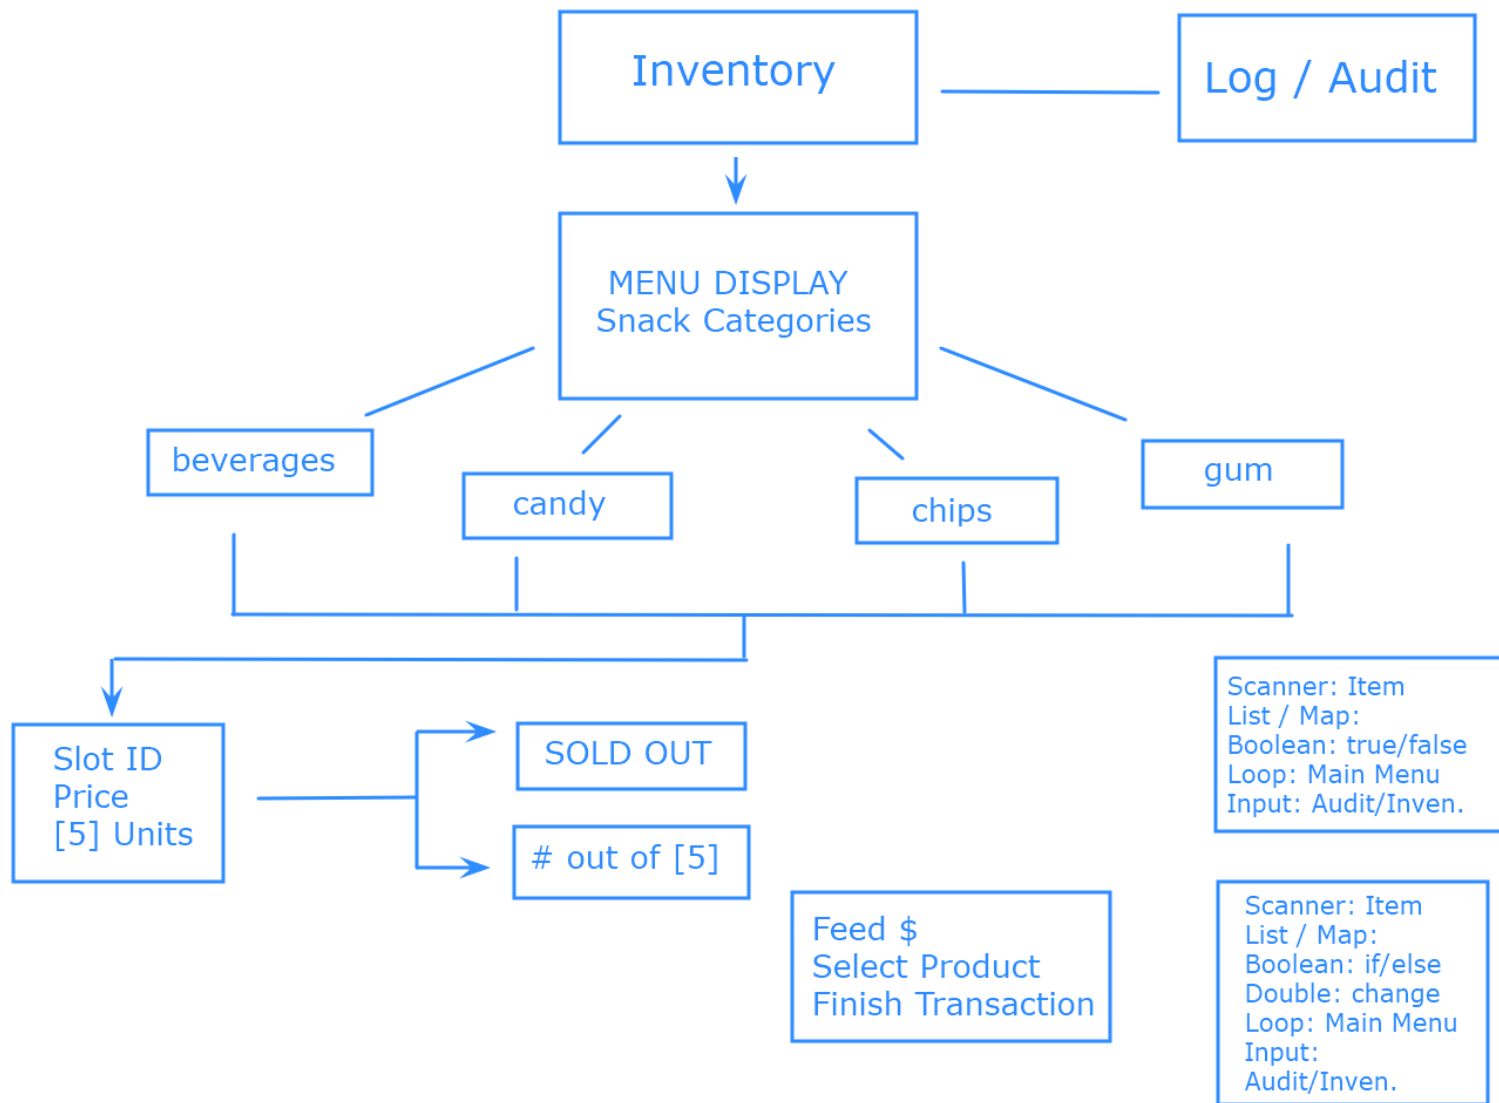 Inventory
Log / Audit
MENU DISPLAY
Snack Categories
beverages
candy
chips
gum
Slot ID
Price
[5] Units
SOLD OUT
# out of [5]
Feed $
Select Product
Finish Transaction
Scanner: Item
List / Map:
Boolean: true/false
Loop: Main Menu
Input: Audit/Inven.
Scanner: Item
List / Map:
Boolean: if/else
Double: change
Loop: Main Menu
Input:
Audit/Inven.